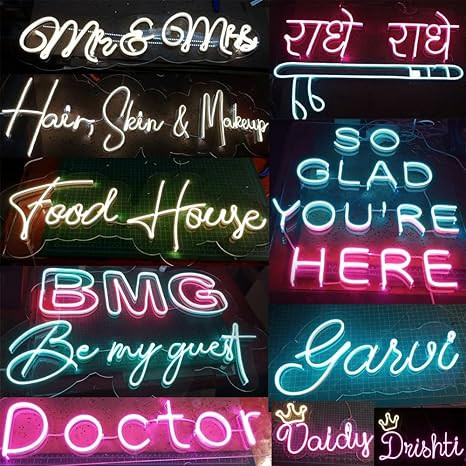 Mr & Mrs
Hair, Skin & Makeup
Food House
BMG
Be my guest
Doctor
राधे राधे
SO
GLAD
YOU'RE
HERE
Garvi
Vaidy
Drishti